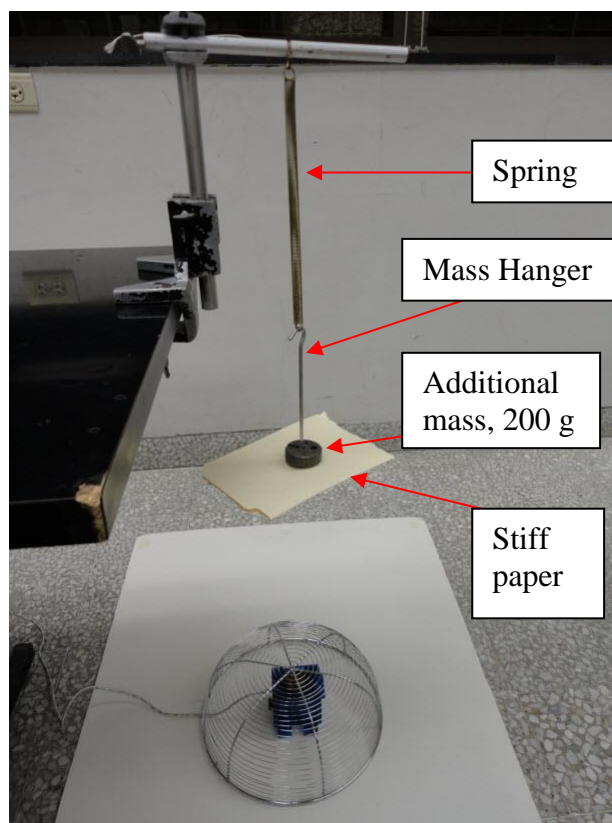 Spring
Mass Hanger
Additional
mass, 200 g
Stiff
paper